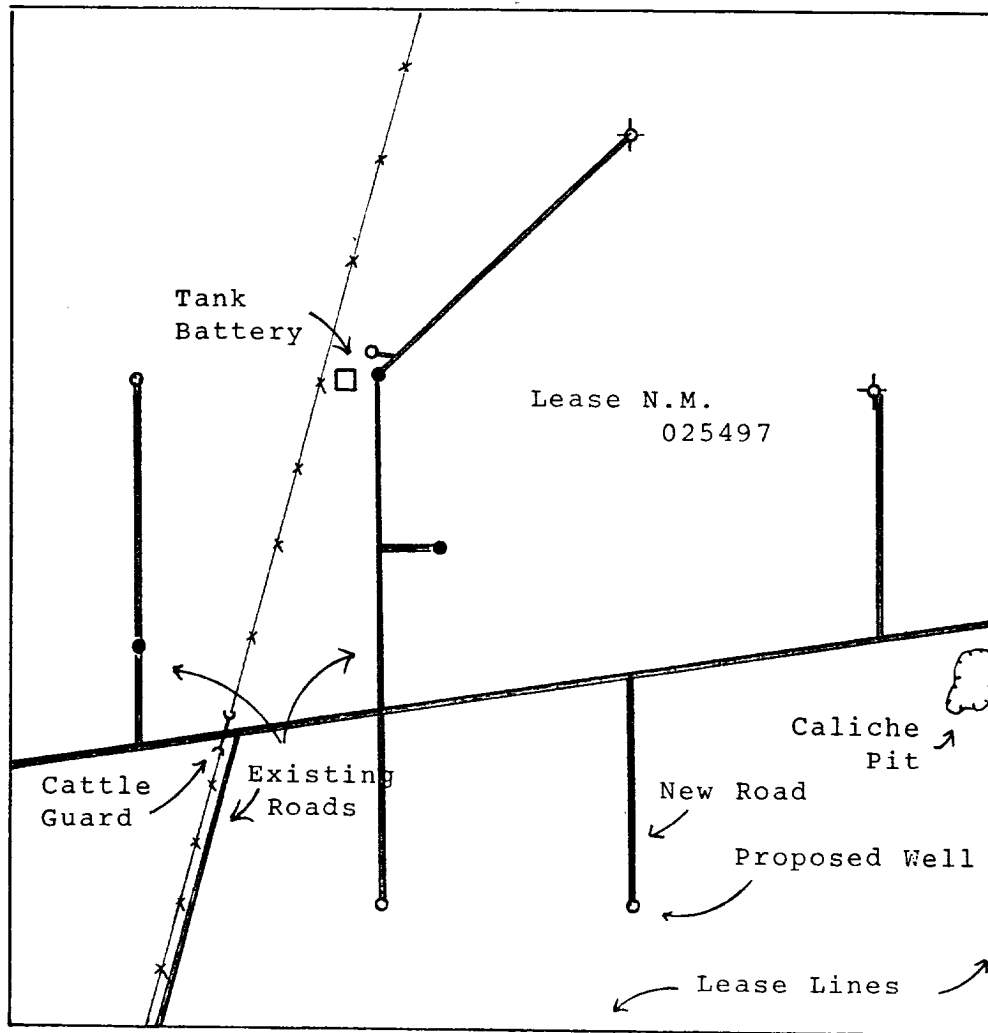 Tank
Battery
Lease N.M.
025497
Caliche
Pit
Cattle
Guard
Existing
Roads
New Road
Proposed Well
Lease Lines